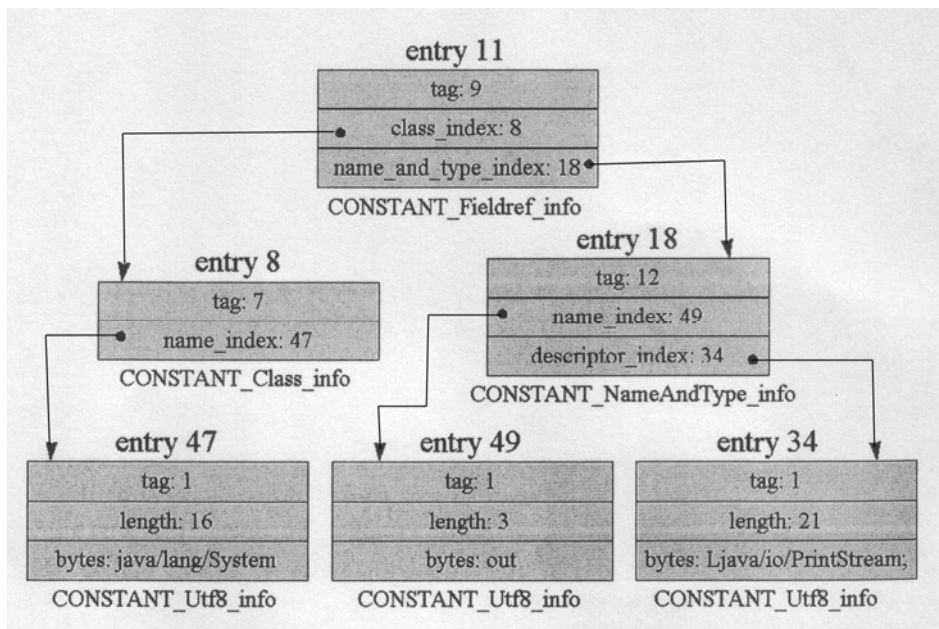 entry 11
tag: 9
class_index: 8
name_and_type_index: 18
CONSTANT_Fieldref_info
entry 8
tag: 7
name_index: 47
CONSTANT_Class_info
entry 18
tag: 12
name_index: 49
descriptor_index: 34
CONSTANT_NameAndType_info
entry 47
tag: 1
length: 16
bytes: java/lang/System
CONSTANT_Utf8_info
entry 49
tag: 1
length: 3
bytes: out
CONSTANT_Utf8_info
entry 34
tag: 1
length: 21
bytes: Ljava/io/PrintStream;
CONSTANT_Utf8_info